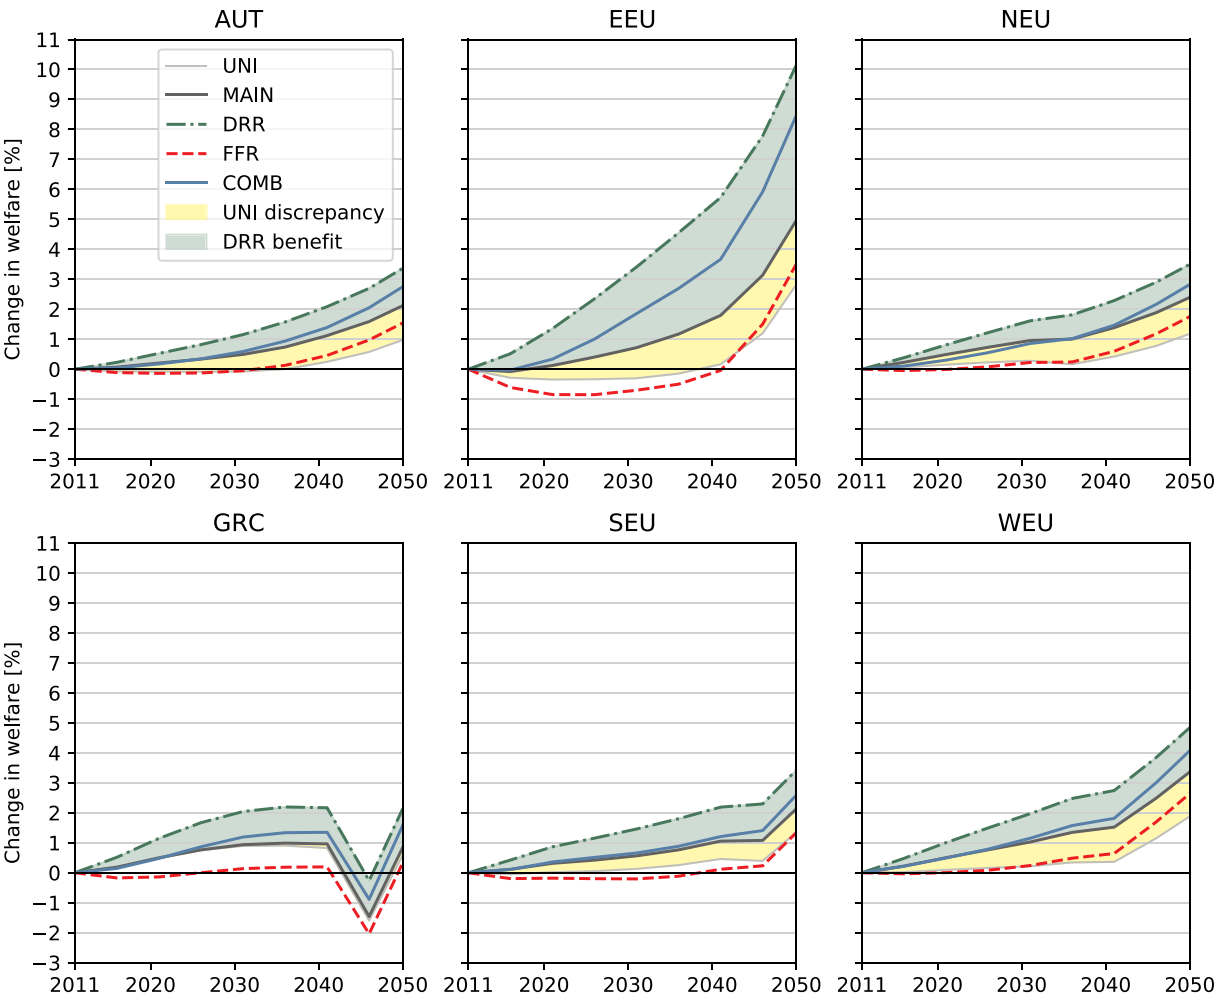 AUT
EEU
NEU
11
10
9
8
7
6
5
4
3
2
1
0
−1
−2
−3
Change in welfare [%]
UNI
MAIN
DRR
FFR
COMB
UNI discrepancy
DRR benefit
2011 2020 2030 2040 2050
2011 2020 2030 2040 2050
2011 2020 2030 2040 2050
GRC
SEU
WEU
11
10
9
8
7
6
5
4
3
2
1
0
−1
−2
−3
Change in welfare [%]
2011 2020 2030 2040 2050
2011 2020 2030 2040 2050
2011 2020 2030 2040 2050